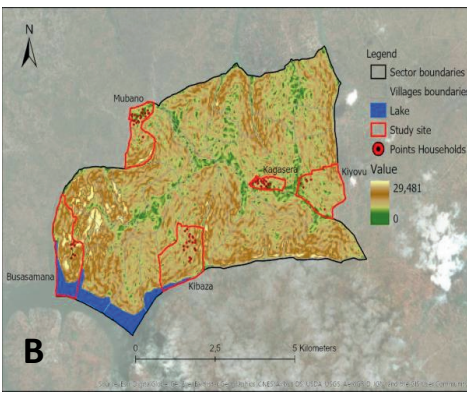 N
Legend
Sector boundaries
Villages boundaries
Lake
Study site
Points Households
Value
29,481
0
Mubano
Kagasera
Kiyovu
Busasamana
Kibaza
B
0 2,5 5 Kilometers